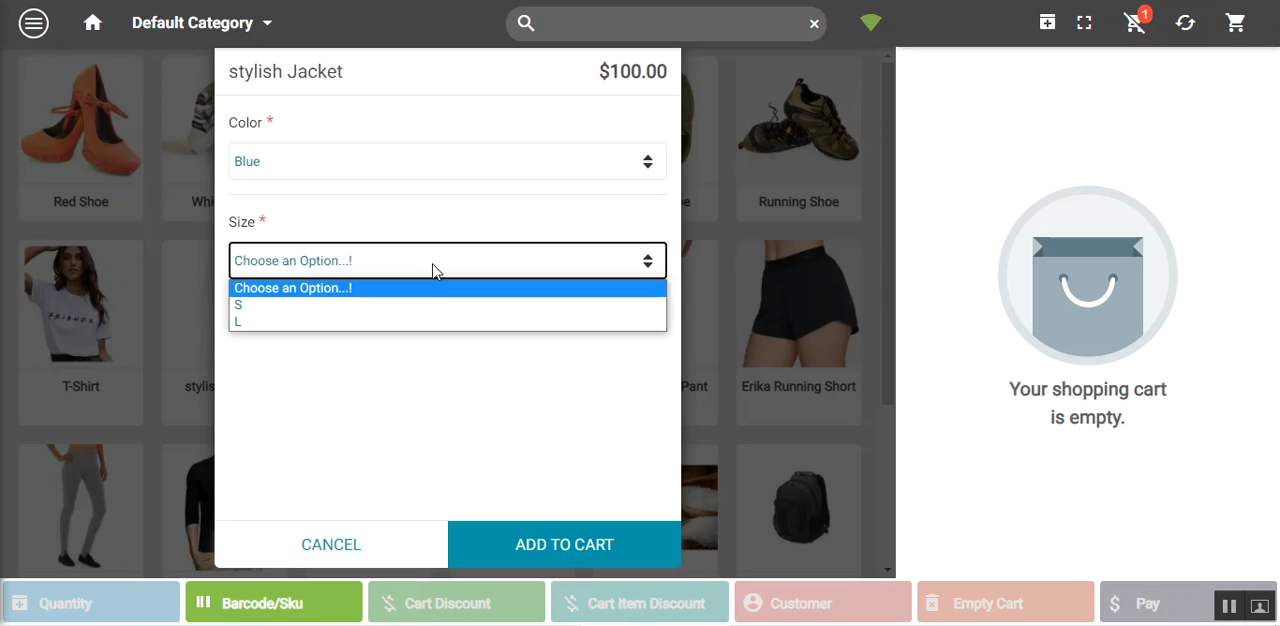 Default Category
1
stylish Jacket $100.00
Color *
Blue
Size *
Choose an Option...!
Choose an Option...!
S
L
CANCEL ADD TO CART
Red Shoe
Running Shoe
FRIENDS
T-Shirt
Pant
Erika Running Short
Your shopping cart
is empty.
Quantity
Barcode/Sku
Cart Discount
Cart Item Discount
Customer
Empty Cart
$ Pay